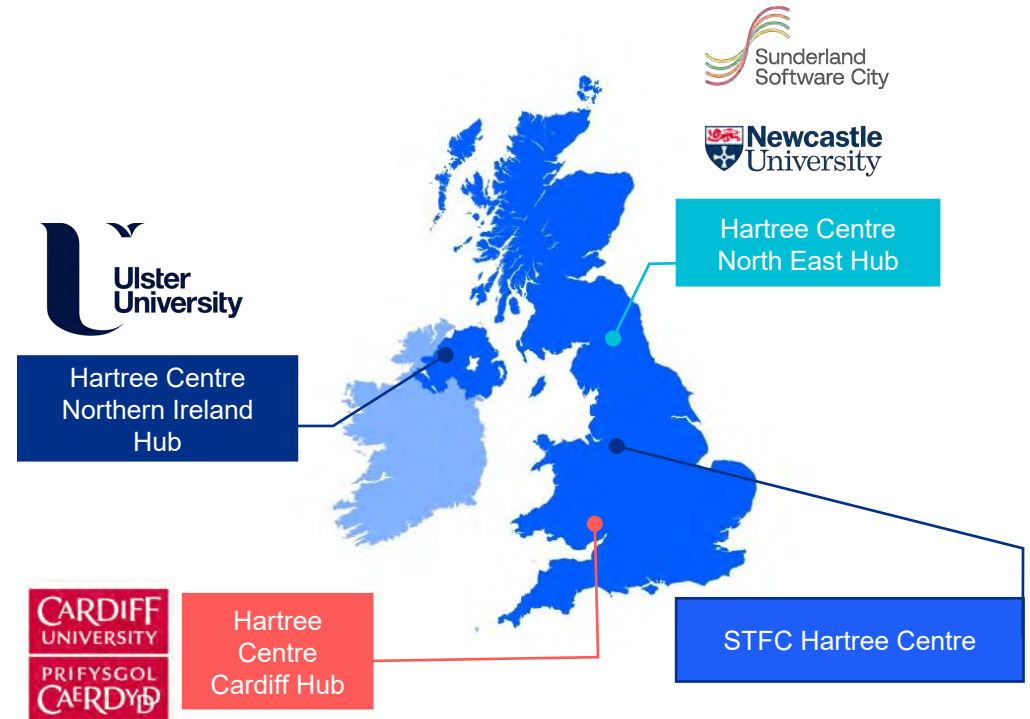 Sunderland
Software City
Newcastle
University
Hartree Centre
North East Hub
Ulster
University
Hartree Centre
Northern Ireland
Hub
CARDIFF
UNIVERSITY
PRIFYSGOL
CAERDYDD
Hartree
Centre
Cardiff Hub
STFC Hartree Centre